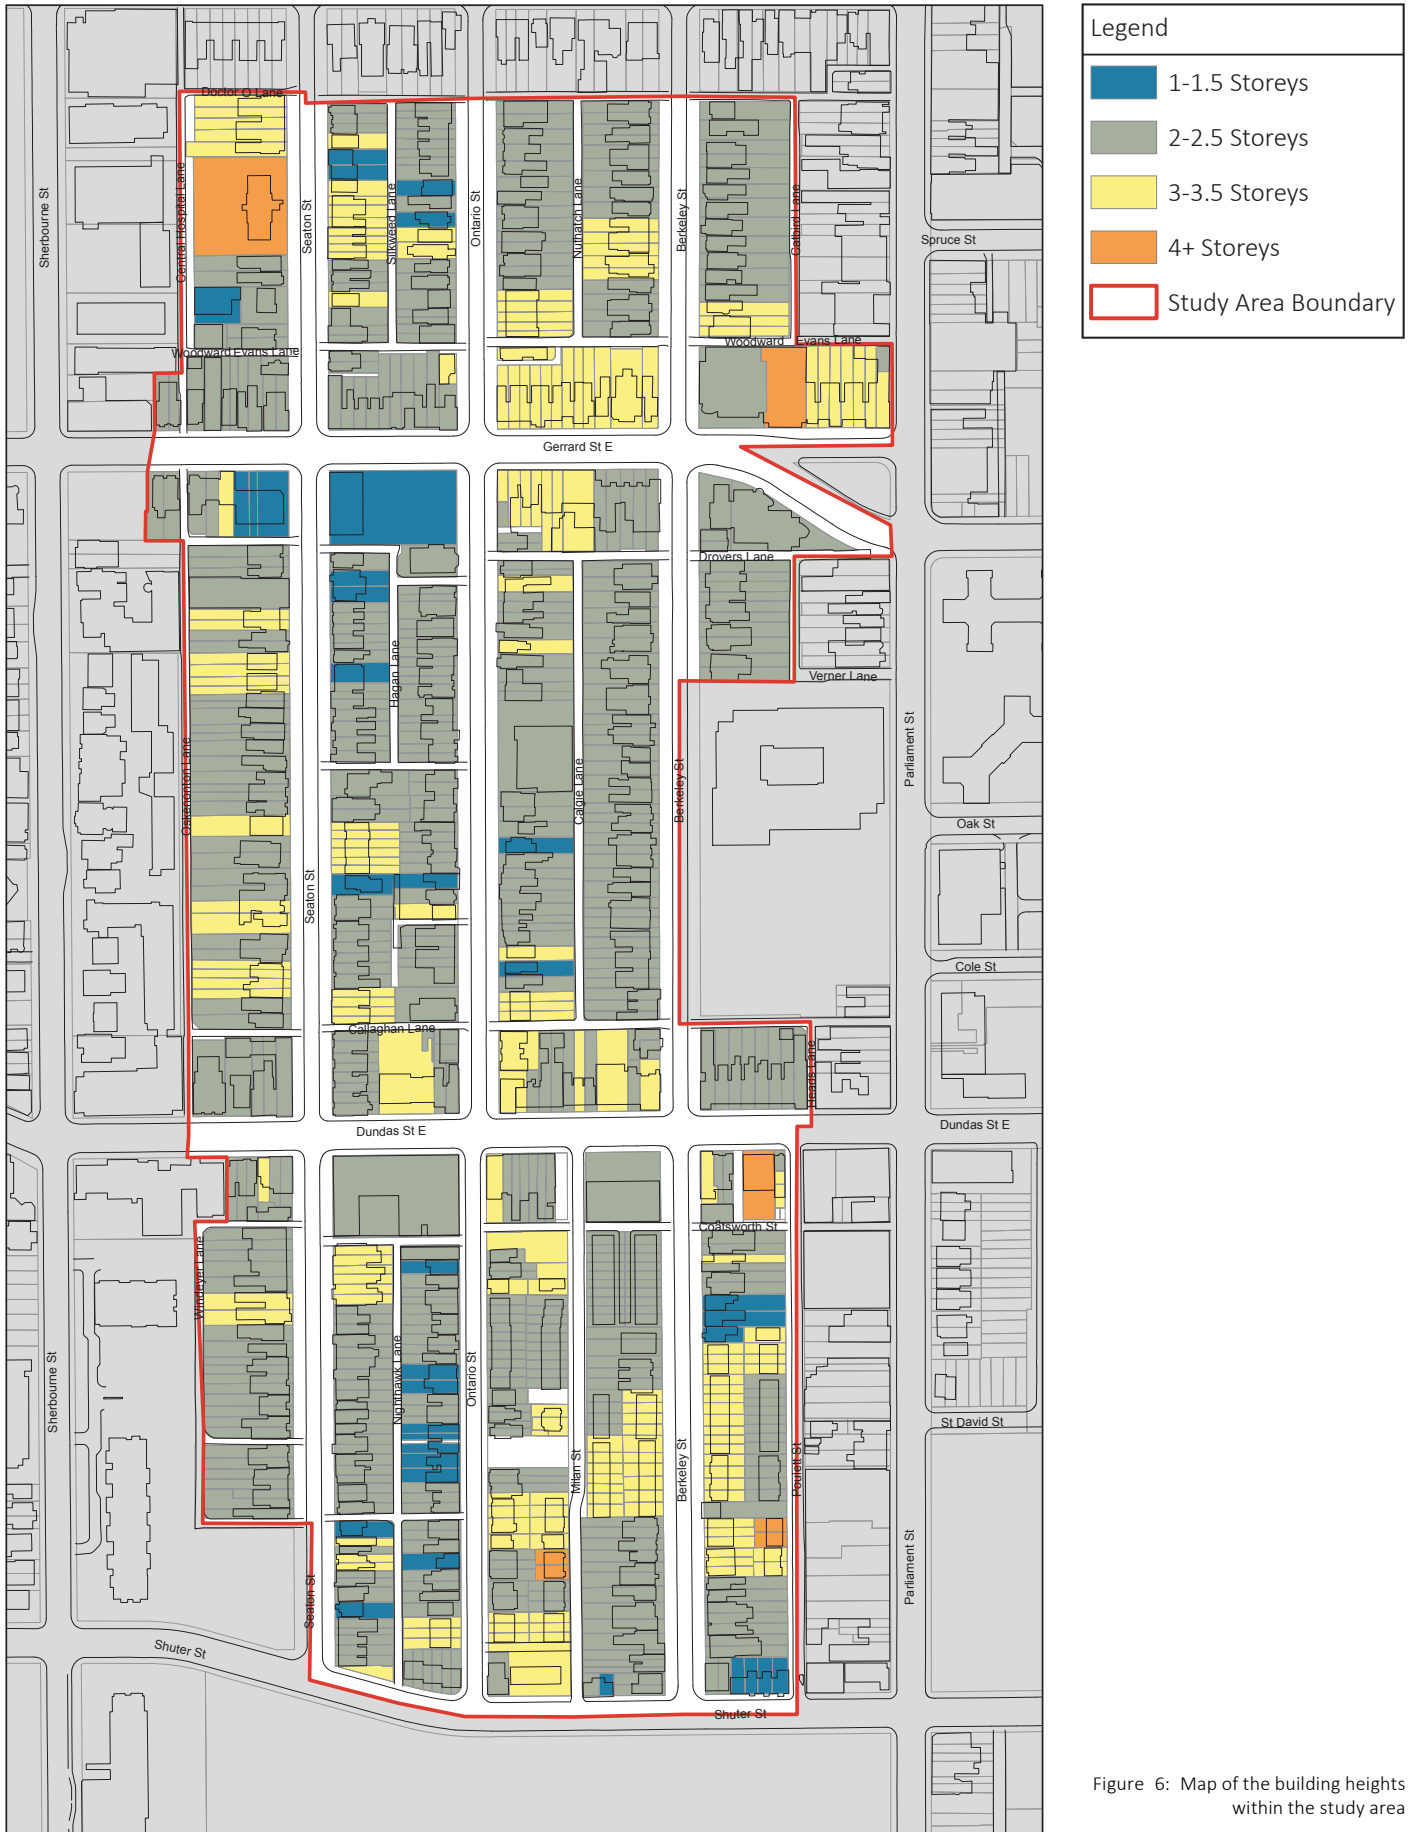 Legend
1-1.5 Storeys
2-2.5 Storeys
3-3.5 Storeys
4+ Storeys
Study Area Boundary
Doctor O Lane
Sherbourne St
Central Hospital Lane
Seaton St
Silkweed Lane
Ontario St
Nuthatch Lane
Berkeley St
Catbird Lane
Spruce St
Woodward Evans Lane
Woodward Evans Lane
Gerrard St E
Drovers Lane
Hagan Lane
Verner Lane
Oskenonton Lane
Calgie Lane
Berkeley St
Parliament St
Oak St
Seaton St
Cole St
Callaghan Lane
Heads Lane
Dundas St E
Dundas St E
Coatsworth St
Windeyer Lane
Sherbourne St
Nighthawk Lane
Ontario St
Milan St
Berkeley St
Poulett St
St David St
Parliament St
Seaton St
Shuter St
Shuter St
Figure 6: Map of the building heights
within the study area